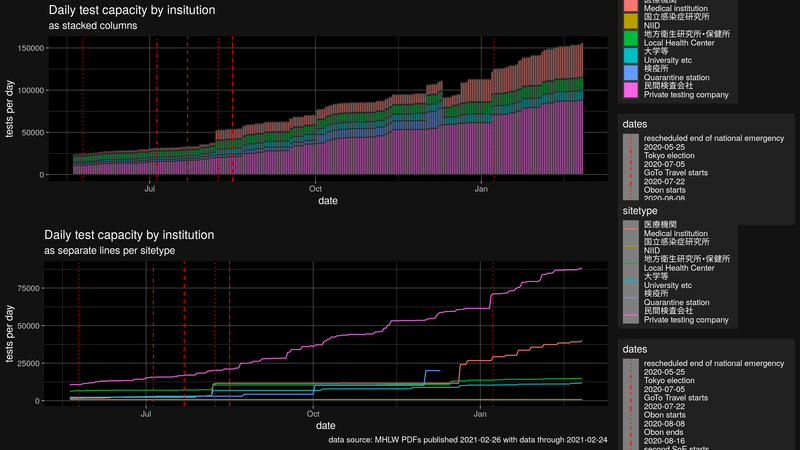 Daily test capacity by insitution
as stacked columns
150000
100000
50000
0
tests per day
Jul
Oct
Jan
date
Medical institution
国立感染症研究所
NIID
地方衛生研究所・保健所
Local Health Center
大学等
University etc
検疫所
Quarantine station
民間検査会社
Private testing company
dates
rescheduled end of national emergency
2020-05-25
Tokyo election
2020-07-05
GoTo Travel starts
2020-07-22
Obon starts
2020-08-08
Daily test capacity by institution
as separate lines per sitetype
75000
50000
25000
0
tests per day
Jul
Oct
Jan
date
data source: MHLW PDFs published 2021-02-26 with data through 2021-02-24
sitetype
医療機関
Medical institution
国立感染症研究所
NIID
地方衛生研究所・保健所
Local Health Center
大学等
University etc
検疫所
Quarantine station
民間検査会社
Private testing company
dates
rescheduled end of national emergency
2020-05-25
Tokyo election
2020-07-05
GoTo Travel starts
2020-07-22
Obon starts
2020-08-08
Obon ends
2020-08-16
second SoE starts